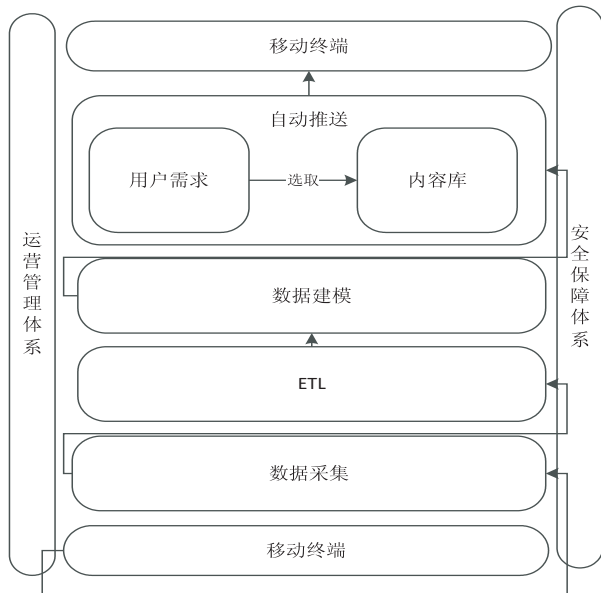 移动终端
自动推送
用户需求
选取
内容库
数据建模
ETL
数据采集
移动终端
运营管理体系
安全保障体系